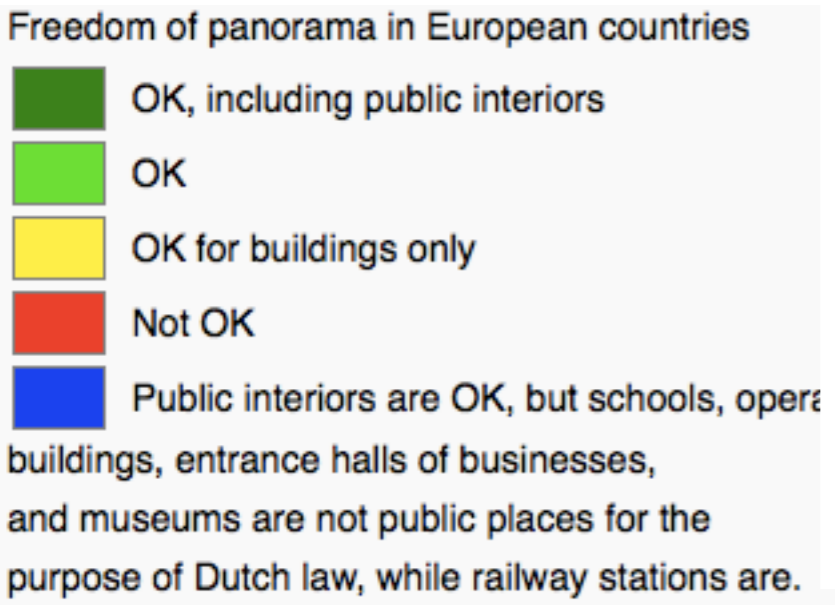 Freedom of panorama in European countries
OK, including public interiors
OK
OK for buildings only
Not OK
Public interiors are OK, but schools, opera
buildings, entrance halls of businesses,
and museums are not public places for the
purpose of Dutch law, while railway stations are.